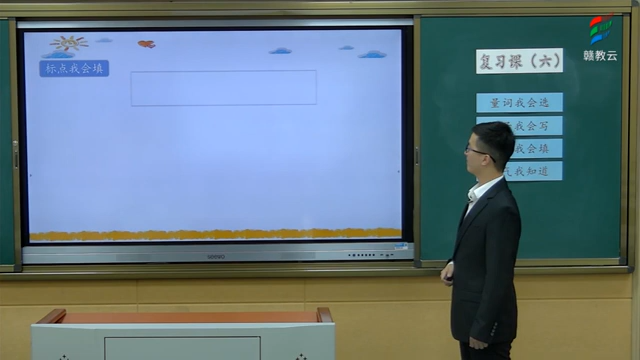 标点我会填
复习课（六）
量词我会选
我会写
我会填
我知道
赣教云